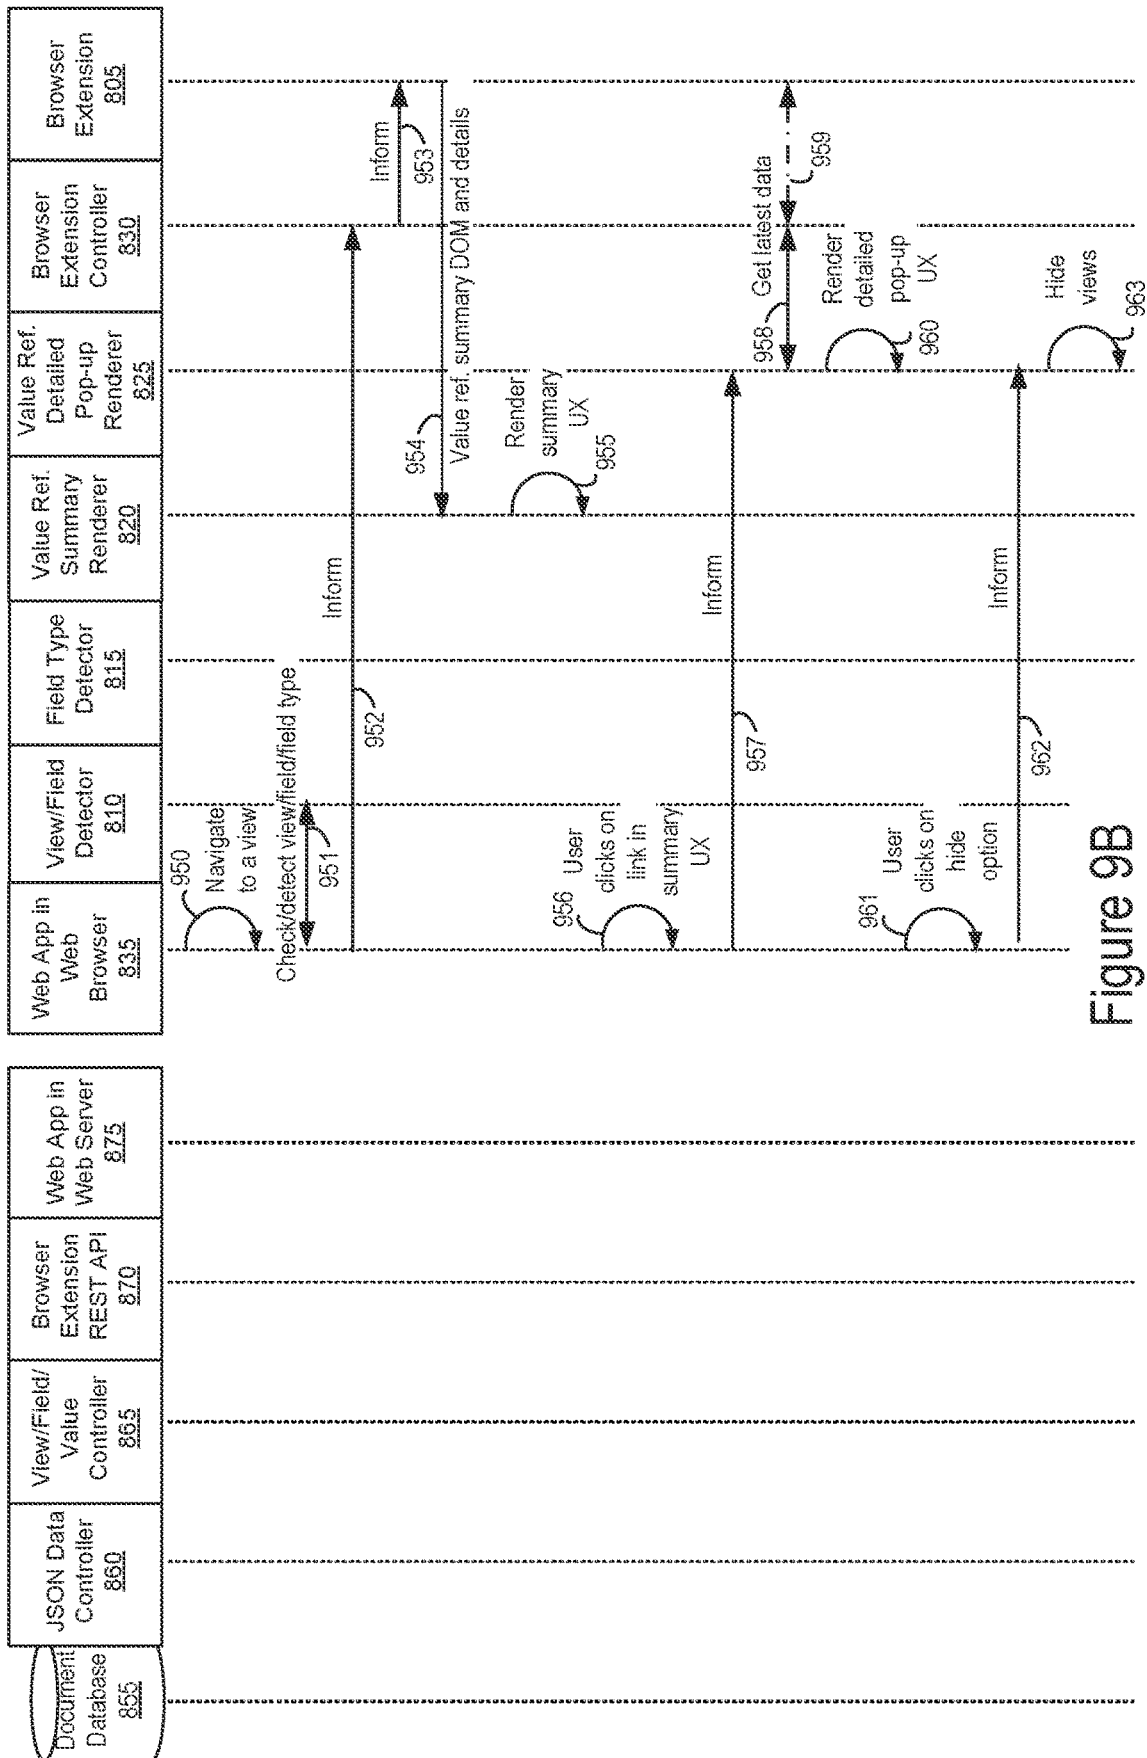 Document
Database
855
JSON Data
Controller
860
View/Field/
Value
Controller
865
Browser
Extension
REST API
870
Web App in
Web Server
875
Web App in
Web
Browser
835
View/Field
Detector
810
Field Type
Detector
815
Value Ref.
Summary
Renderer
820
Value Ref.
Detailed
Pop-up
Renderer
825
Browser
Extension
Controller
830
Browser
Extension
805
950
Navigate
to a view
Check/detect view/field/field type
951
Inform
952
Inform
953
954
Value ref. summary DOM and details
Render
summary
UX
955
956
User
clicks on
link in
summary
UX
Inform
957
Get latest data
958
959
Render
detailed
pop-up
UX
960
961
User
clicks on
hide
option
Inform
962
Hide
views
963
Figure 9B